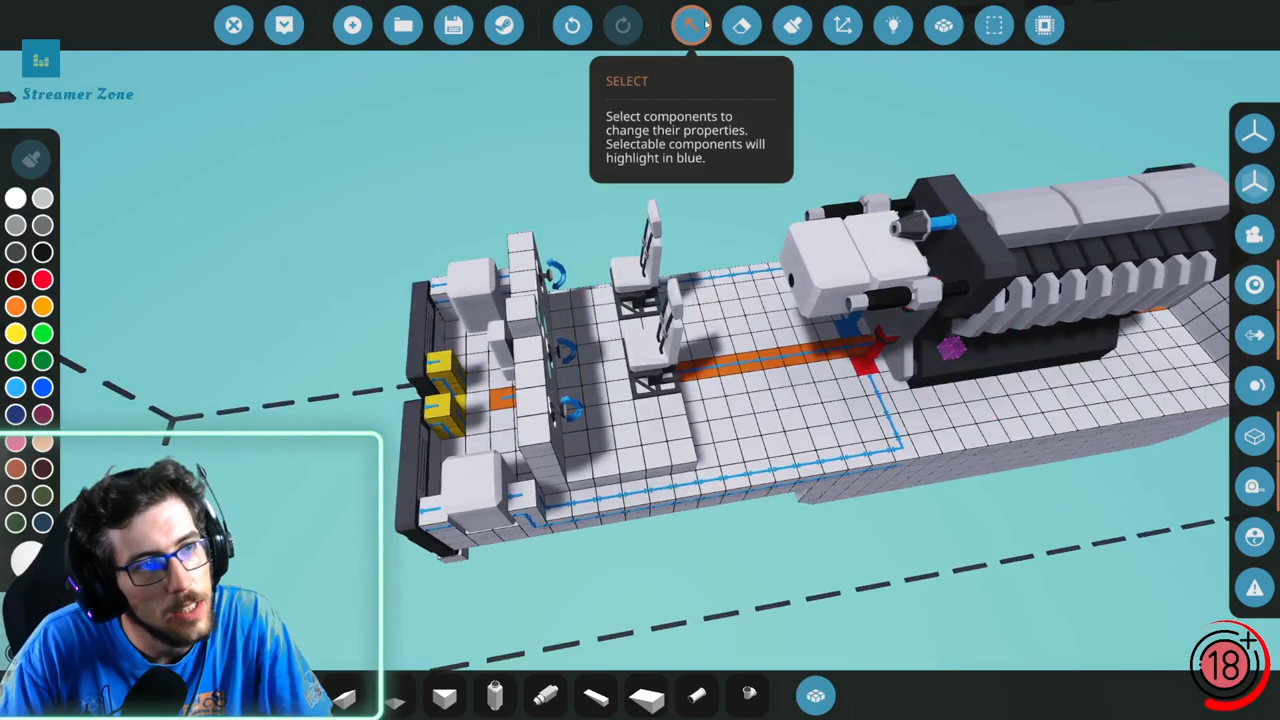 Streamer Zone
SELECT
Select components to
change their properties.
Selectable components will
highlight in blue.
18+